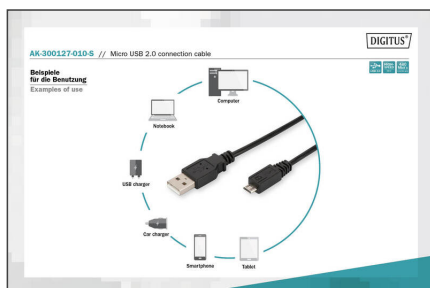 DIGITUS®
AK-300127-010-S // Micro USB 2.0 connection cable
Beispiele
für die Benutzung
Examples of use
Computer
Notebook
USB charger
Car charger
Smartphone
Tablet